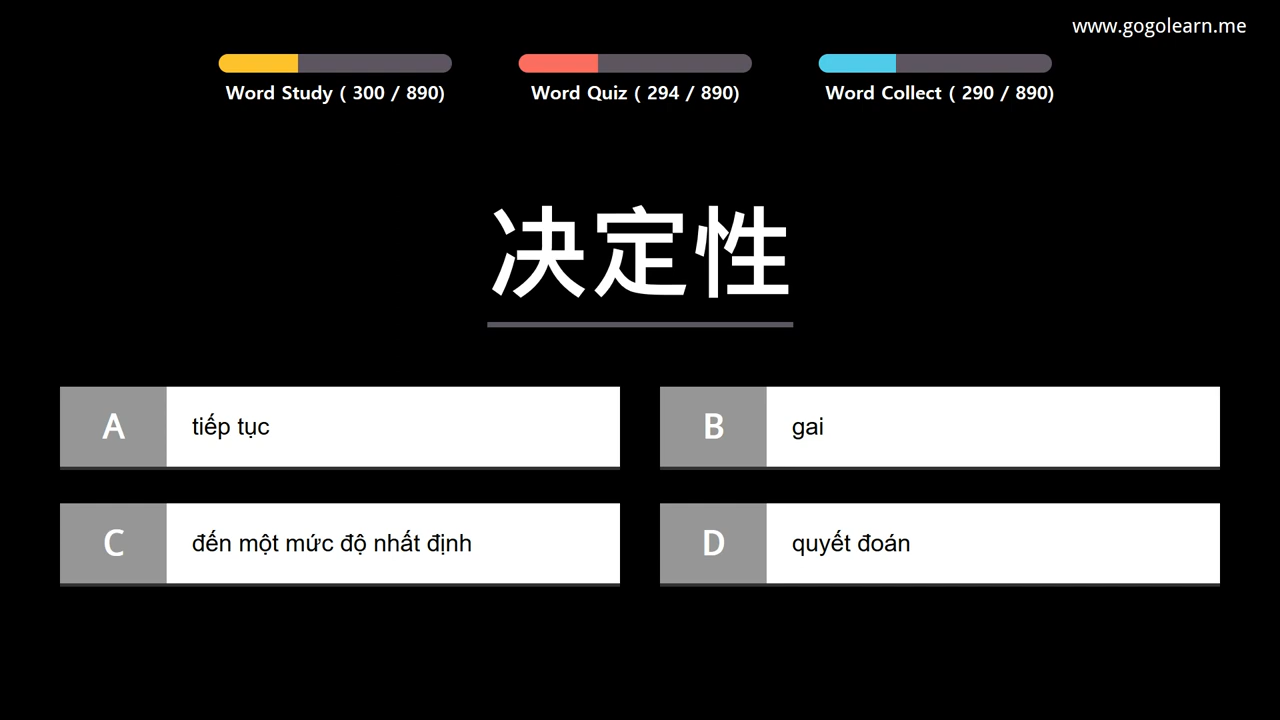 www.gogolearn.me
Word Study ( 300 / 890)
Word Quiz ( 294 / 890)
Word Collect ( 290 / 890)
决定性
A tiếp tục
B gai
C đến một mức độ nhất định
D quyết đoán